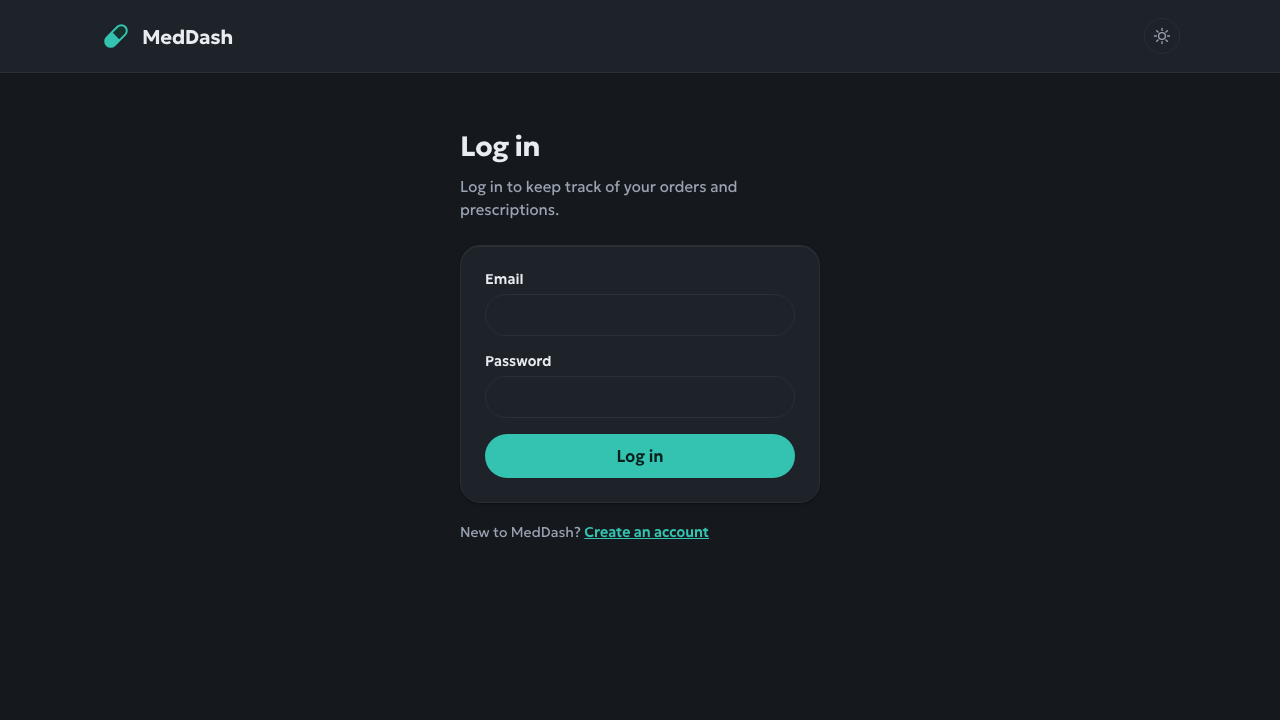 MedDash
Log in
Log in to keep track of your orders and
prescriptions.
Email
Password
Log in
New to MedDash? Create an account